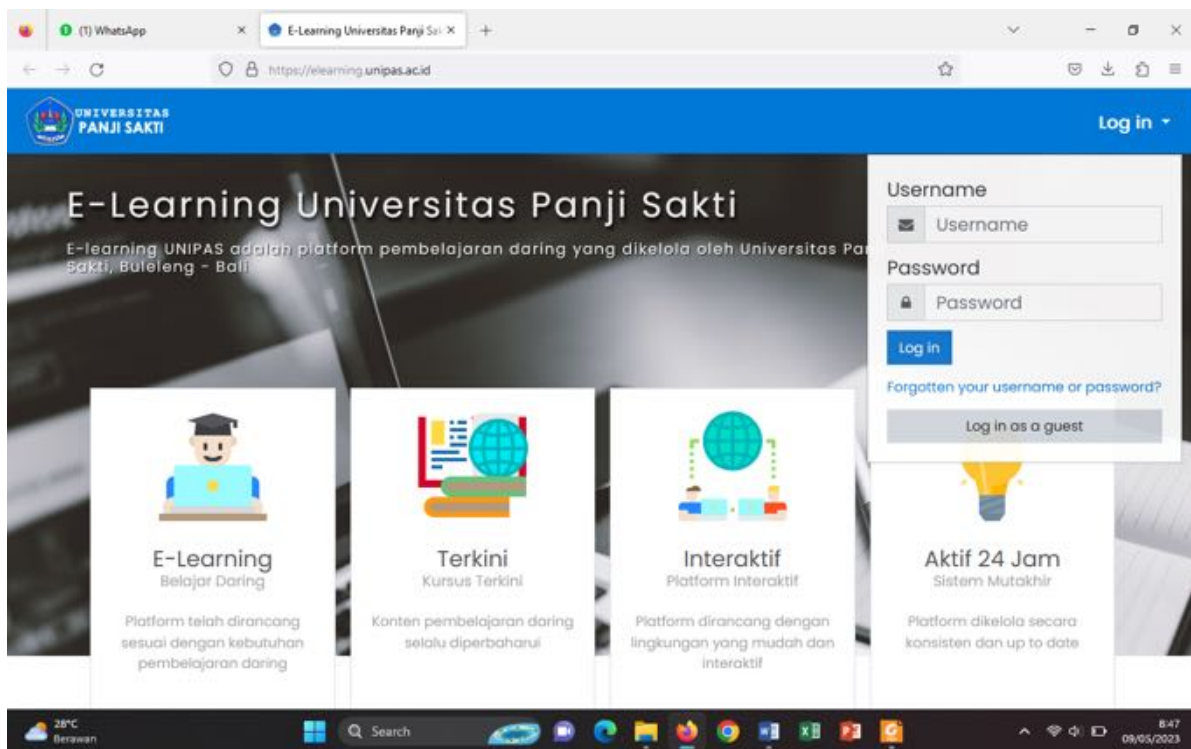 (1) WhatsApp
E-Learning Universitas Panji Sa
https://elearning.unipas.ac.id
UNIVERSITAS
PANJI SAKTI
Log in
E-Learning Universitas Panji Sakti
E-learning UNIPAS adalah platform pembelajaran daring yang dikelola oleh Universitas Pa
Sakti, Buleleng - Bali
Username
Username
Password
Password
Log in
Forgotten your username or password?
Log in as a guest
E-Learning
Belajar Daring
Platform telah dirancang
sesuai dengan kebutuhan
pembelajaran daring
Terkini
Kursus Terkini
Konten pembelajaran daring
selalu diperbaharui
Interaktif
Platform Interaktif
Platform dirancang dengan
lingkungan yang mudah dan
interaktif
Aktif 24 Jam
Sistem Mutakhir
Platform dikelola secara
konsisten dan up to date
28°C
Berawan
Search
8:47
09/05/2023